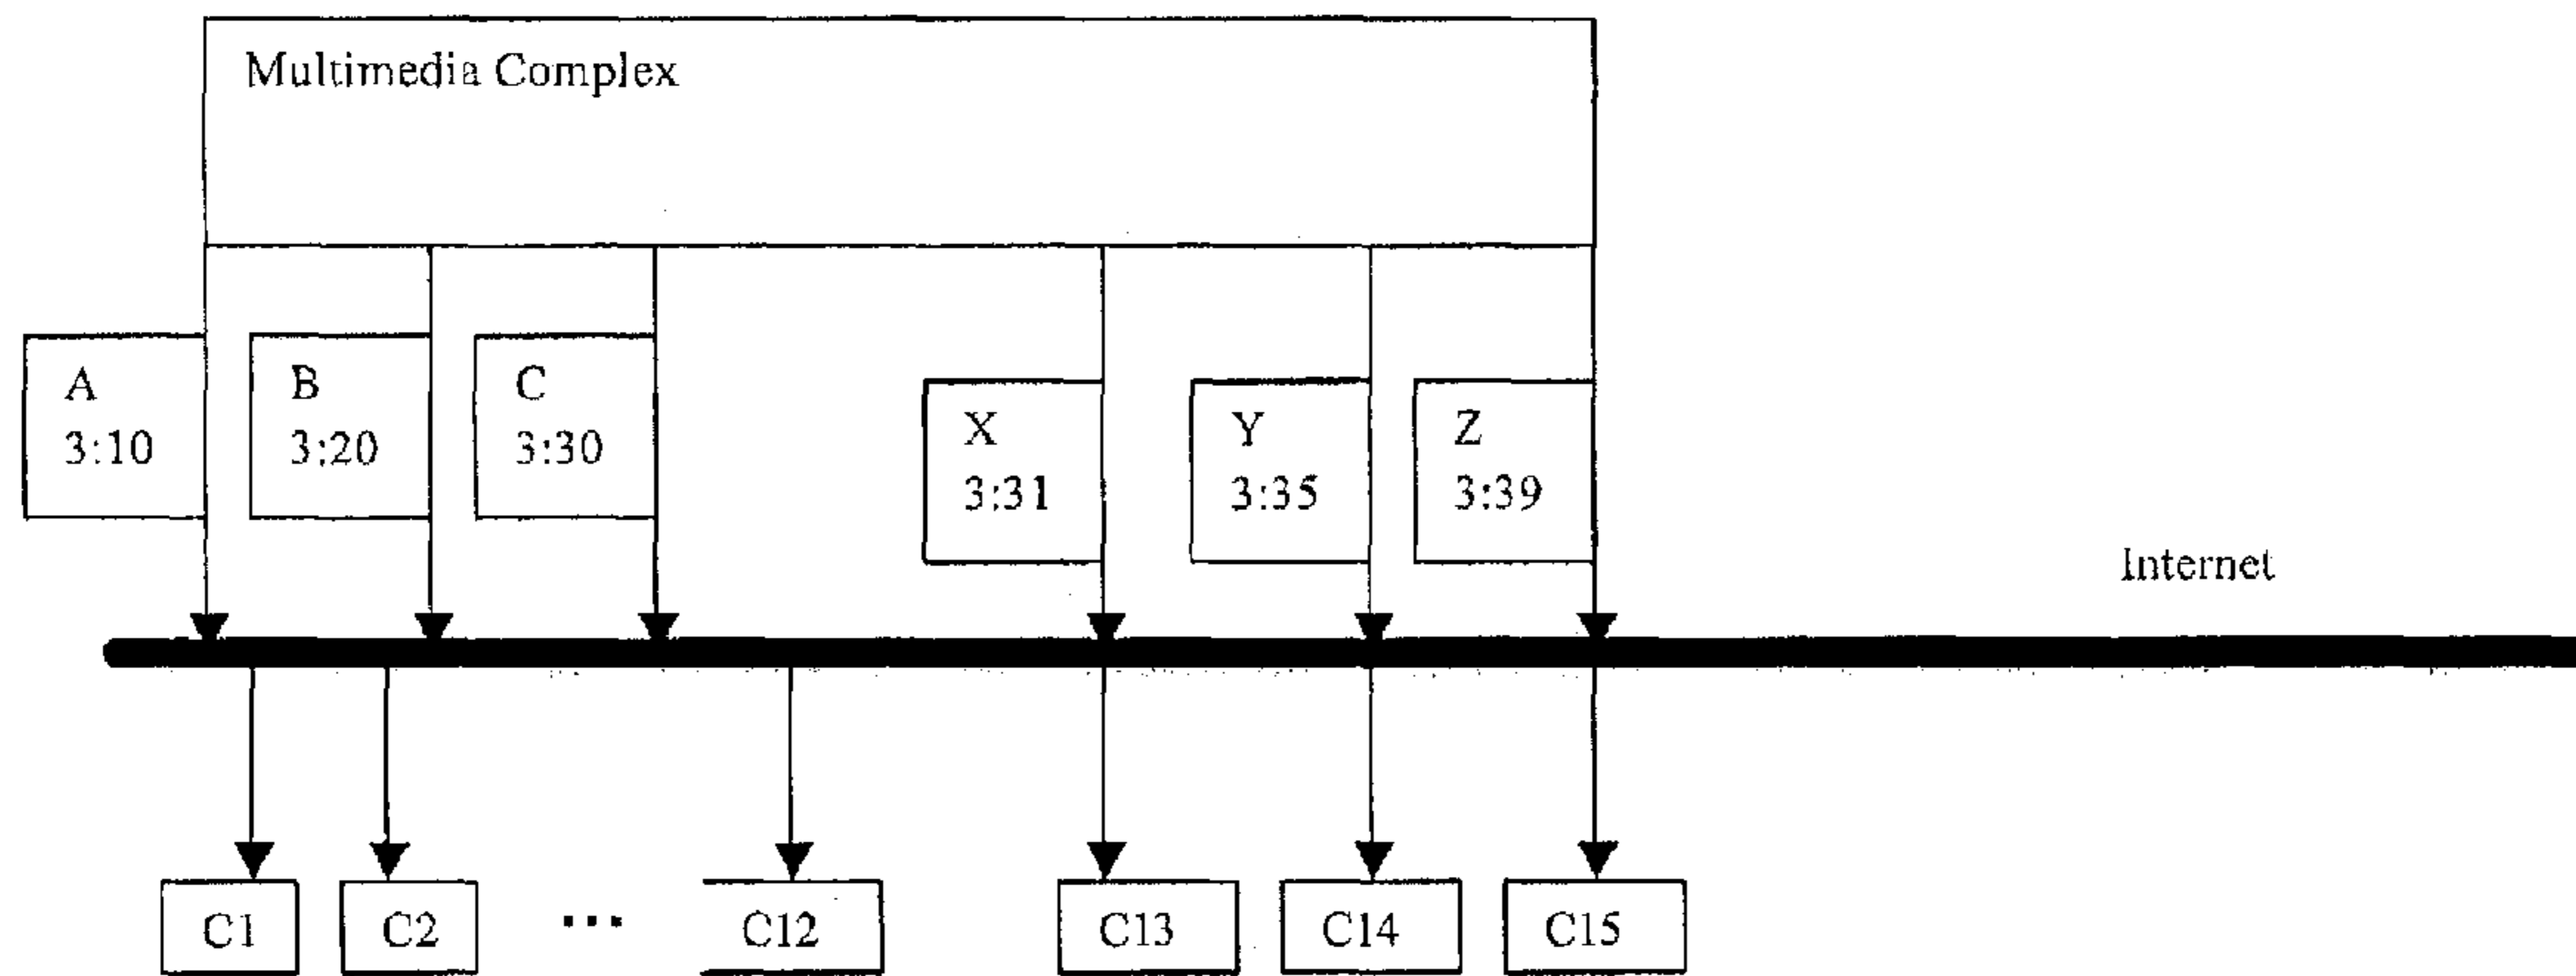 Multimedia Complex
A
3:10
B
3:20
C
3:30
X
3:31
Y
3:35
Z
3:39
Internet
C1
C2
...
C12
C13
C14
C15